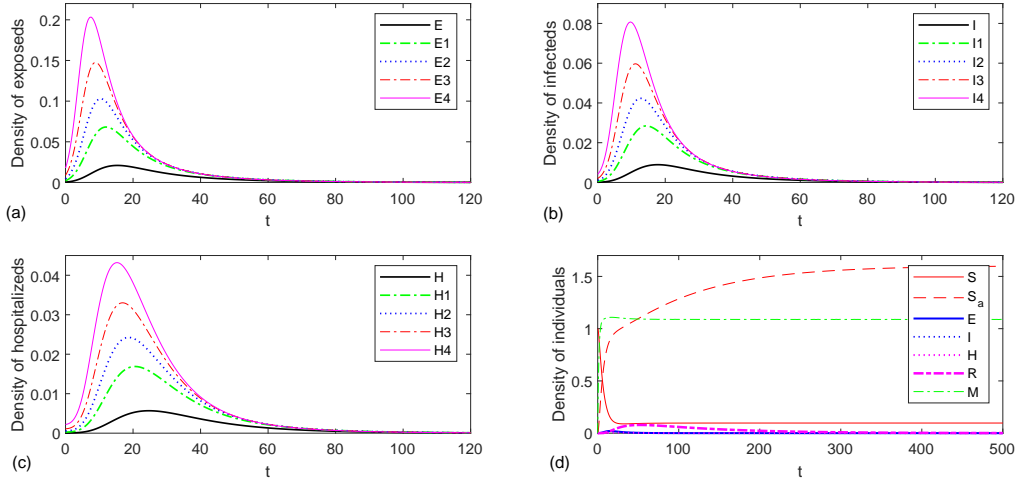 Density of exposeds
0.2
0.15
0.1
0.05
0
0 20 40 60 80 100 120
t
(a)
E
E1
E2
E3
E4
Density of infecteds
0.08
0.06
0.04
0.02
0
0 20 40 60 80 100 120
t
(b)
I
I1
I2
I3
I4
Density of hospitalized
0.04
0.03
0.02
0.01
0
0 20 40 60 80 100 120
t
(c)
H
H1
H2
H3
H4
Density of individuals
1.5
1
0.5
0
0 100 200 300 400 500
t
(d)
S
S_a
E
I
H
R
M